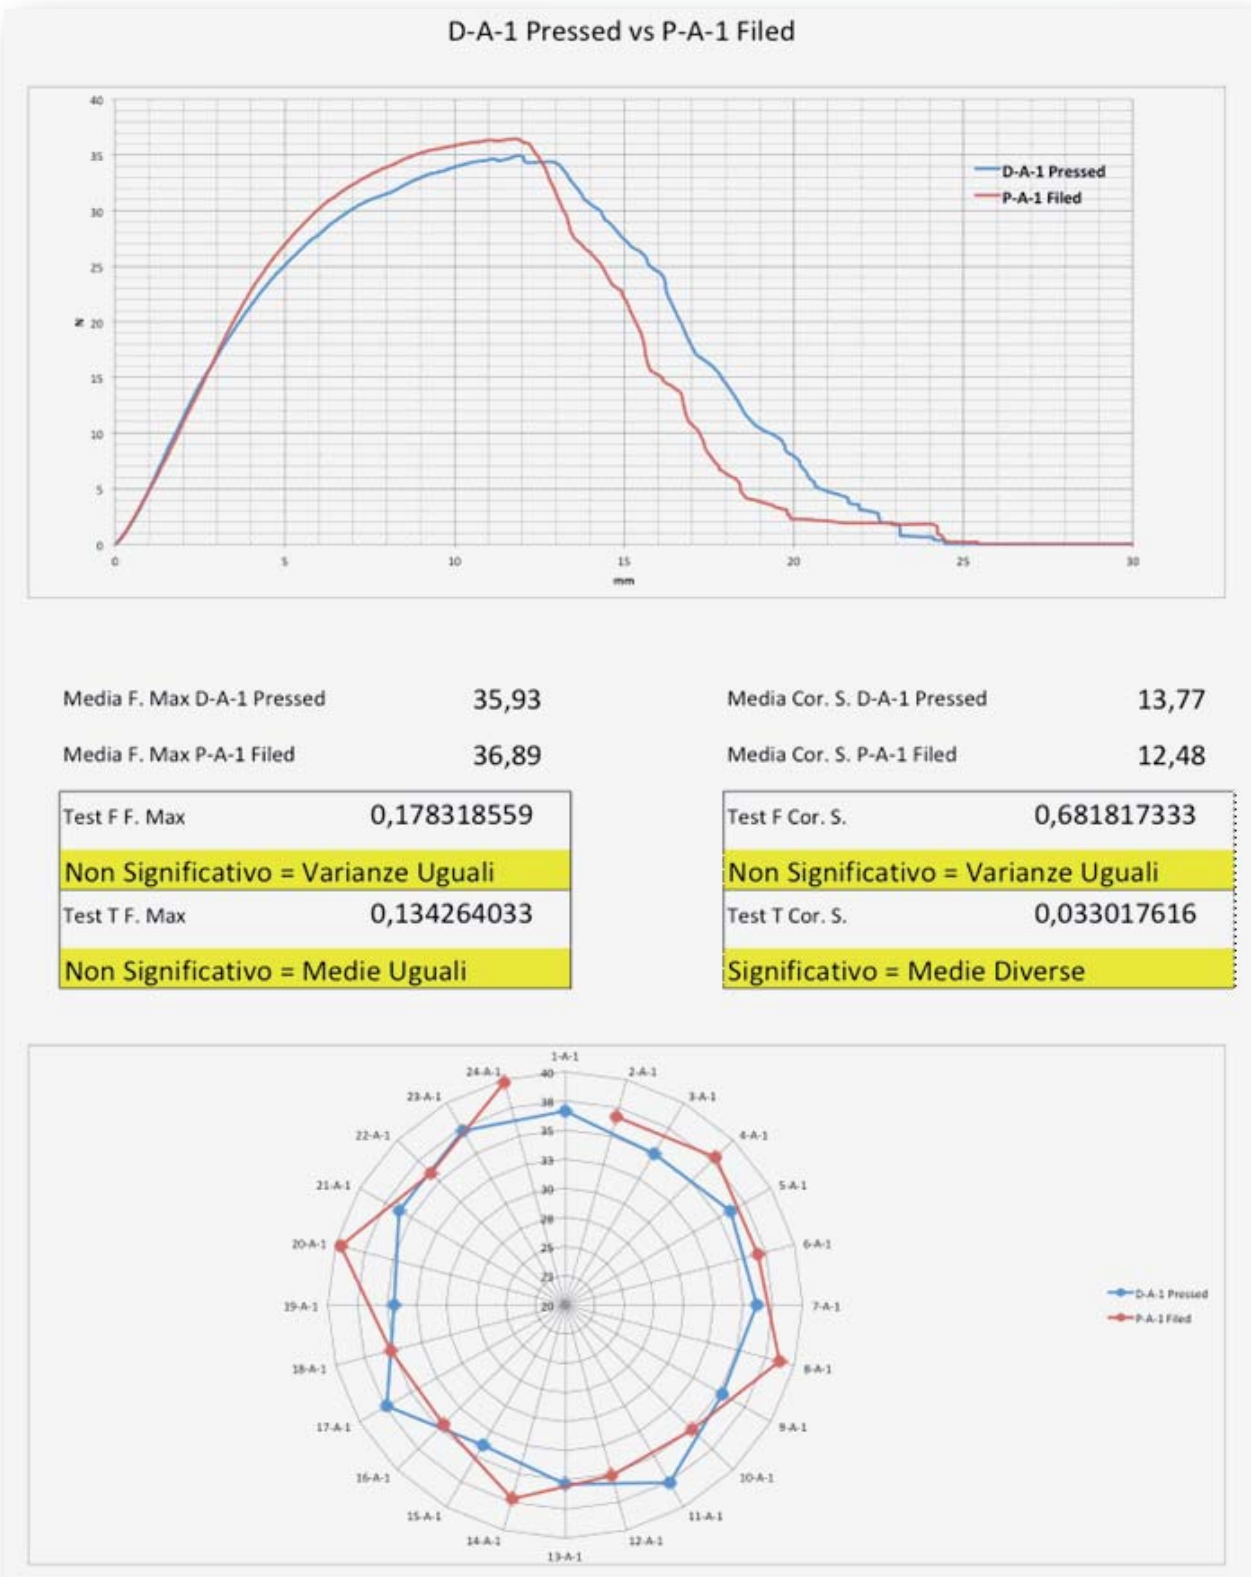 D-A-1 Pressed vs P-A-1 Filed
40
35
30
25
20
15
10
5
0
N
0 5 10 15 20 25 30
mm
D-A-1 Pressed
P-A-1 Filed
Media F. Max D-A-1 Pressed 35,93
Media F. Max P-A-1 Filed 36,89
Test F F. Max 0,178318559
Non Significativo = Varianze Uguali
Test T F. Max 0,134264033
Non Significativo = Medie Uguali
Media Cor. S. D-A-1 Pressed 13,77
Media Cor. S. P-A-1 Filed 12,48
Test F Cor. S. 0,681817333
Non Significativo = Varianze Uguali
Test T Cor. S. 0,033017616
Significativo = Medie Diverse
1-A-1
2-A-1
3-A-1
4-A-1
5-A-1
6-A-1
7-A-1
8-A-1
9-A-1
10-A-1
11-A-1
12-A-1
13-A-1
14-A-1
15-A-1
16-A-1
17-A-1
18-A-1
19-A-1
20-A-1
21-A-1
22-A-1
23-A-1
24-A-1
40
38
35
33
30
28
25
23
20
D-A-1 Pressed
P-A-1 Filed